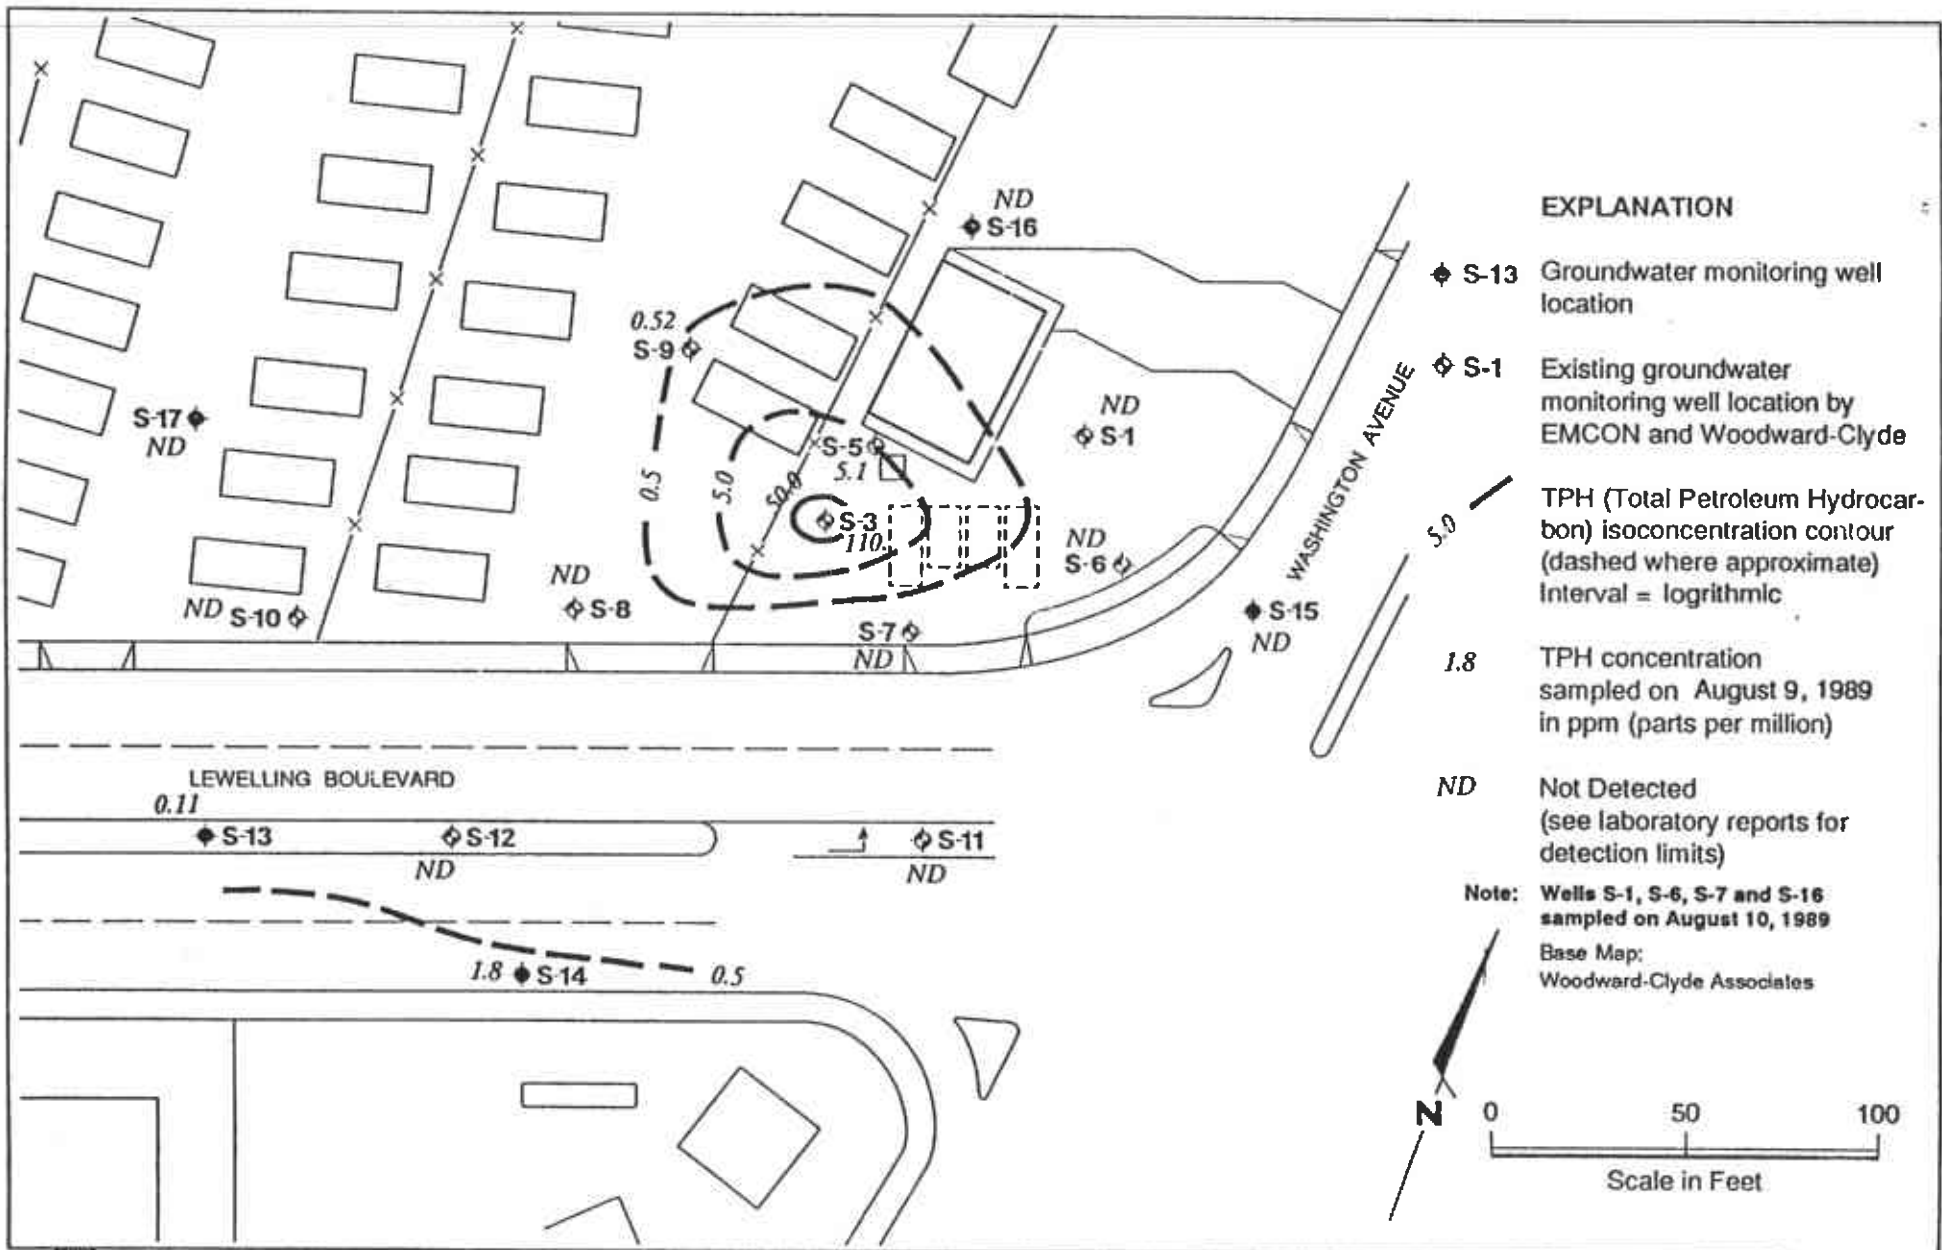 ND
S-16
0.52
S-9
S-17
ND
ND
S-1
S-5
5.1
0.5
5.0
50.0
S-3
110.
ND
S-6
ND
S-8
ND S-10
S-7
ND
S-15
ND
WASHINGTON AVENUE
LEWELLING BOULEVARD
0.11
S-13
S-12
ND
S-11
ND
1.8 S-14
0.5
EXPLANATION
S-13 Groundwater monitoring well
location
S-1 Existing groundwater
monitoring well location by
EMCON and Woodward-Clyde
5.0 TPH (Total Petroleum Hydrocar-
bon) isoconcentration contour
(dashed where approximate)
Interval = logrithmic
1.8 TPH concentration
sampled on August 9, 1989
in ppm (parts per million)
ND Not Detected
(see laboratory reports for
detection limits)
Note: Wells S-1, S-6, S-7 and S-16
sampled on August 10, 1989
Base Map:
Woodward-Clyde Associates
N
0 50 100
Scale in Feet